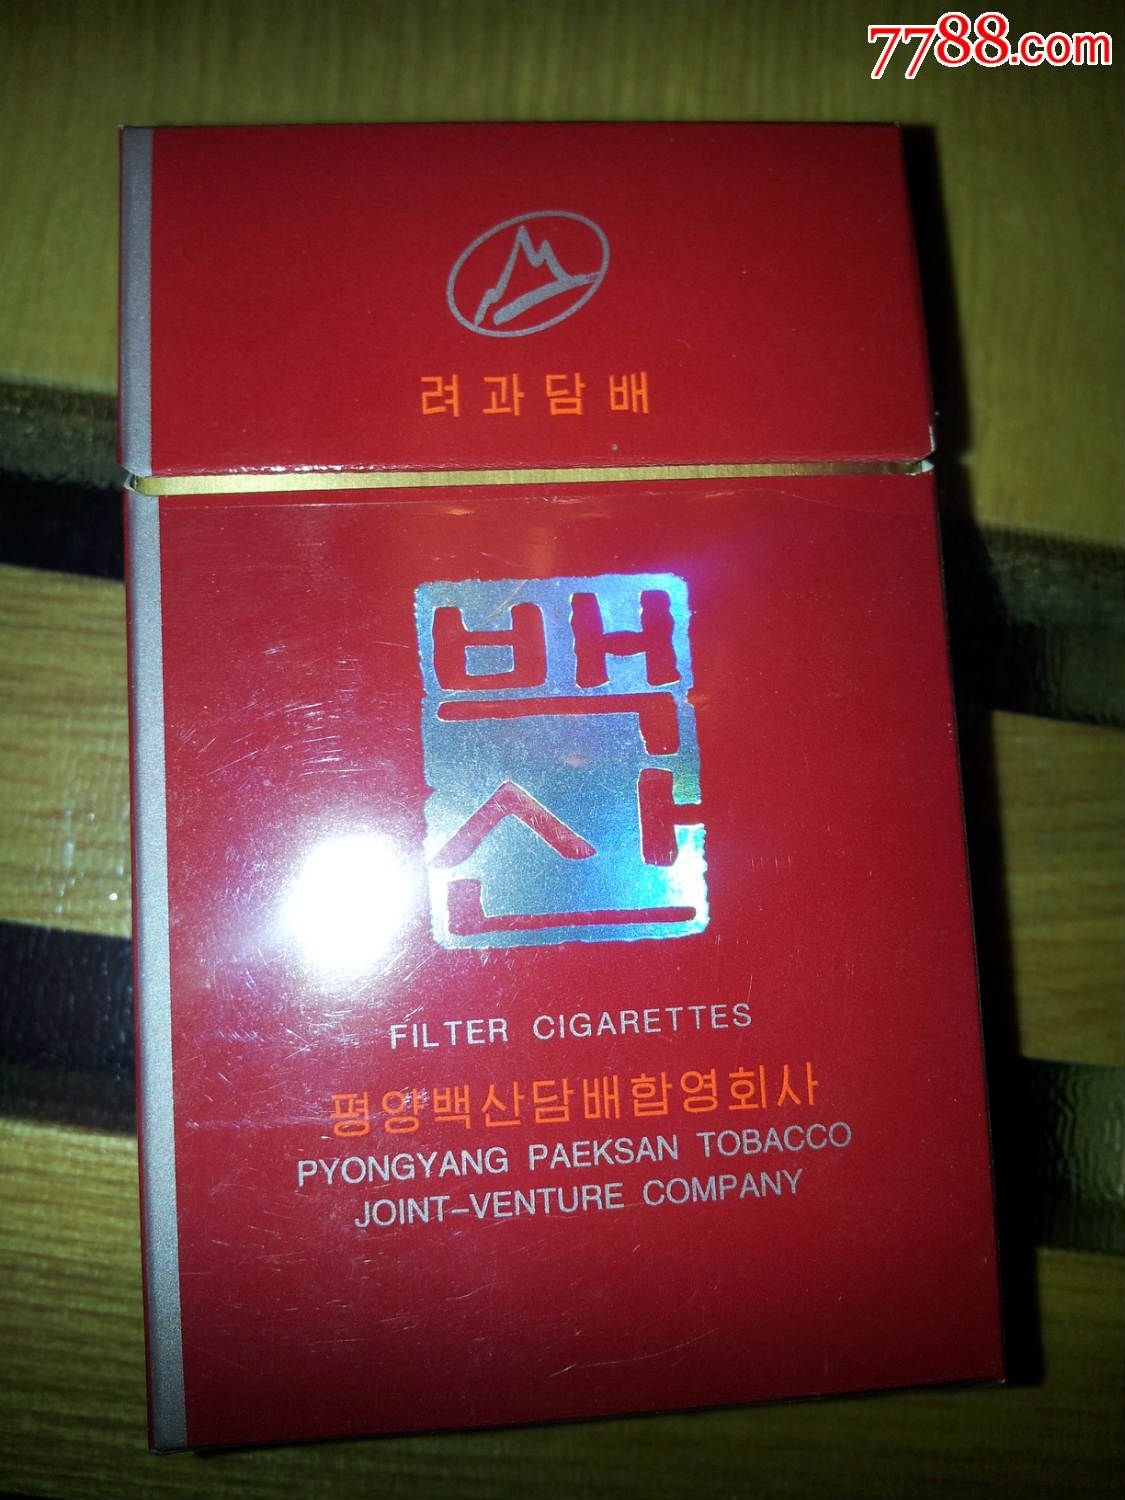 7788.com
려과담배
백
산
FILTER CIGARETTES
평양백산담배합영회사
PYONGYANG PAEKSAN TOBACCO
JOINT-VENTURE COMPANY